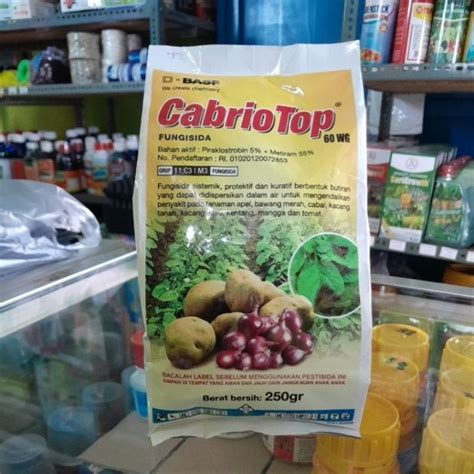 BASF
We create chemistry
CabrioTop®
60 WG
FUNGISIDA
Bahan aktif : Piraklostrobin 5% + Metiram 55%
No. Pendaftaran : RI. 01020120072853
GRUP 11:C3 | M3 FUNGISIDA
Fungisida sistemik, protektif dan kuratif berbentuk butiran
yang dapat didispersikan dalam air untuk mengendalikan
penyakit pada tanaman apel, bawang merah, cabai, kacang
tanah, kacang kentang, mangga dan tomat.
BACALAH LABEL SEBELUM MENGGUNAKAN PESTISIDA INI
SIMPAN DI TEMPAT YANG AMAN DAN JAUH DARI JANGKAUAN ANAK ANAK
Berat bersih: 250gr